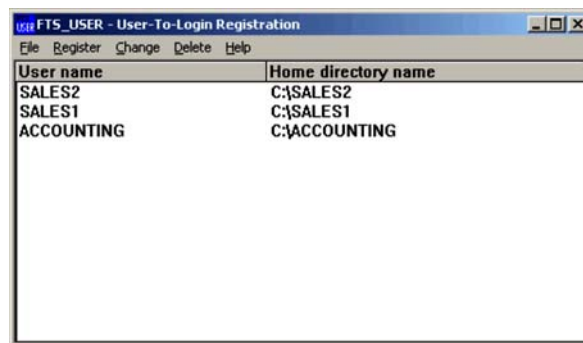 USER FTS_USER - User-To-Login Registration
File Register Change Delete Help
User name Home directory name
SALES2 C:\SALES2
SALES1 C:\SALES1
ACCOUNTING C:\ACCOUNTING